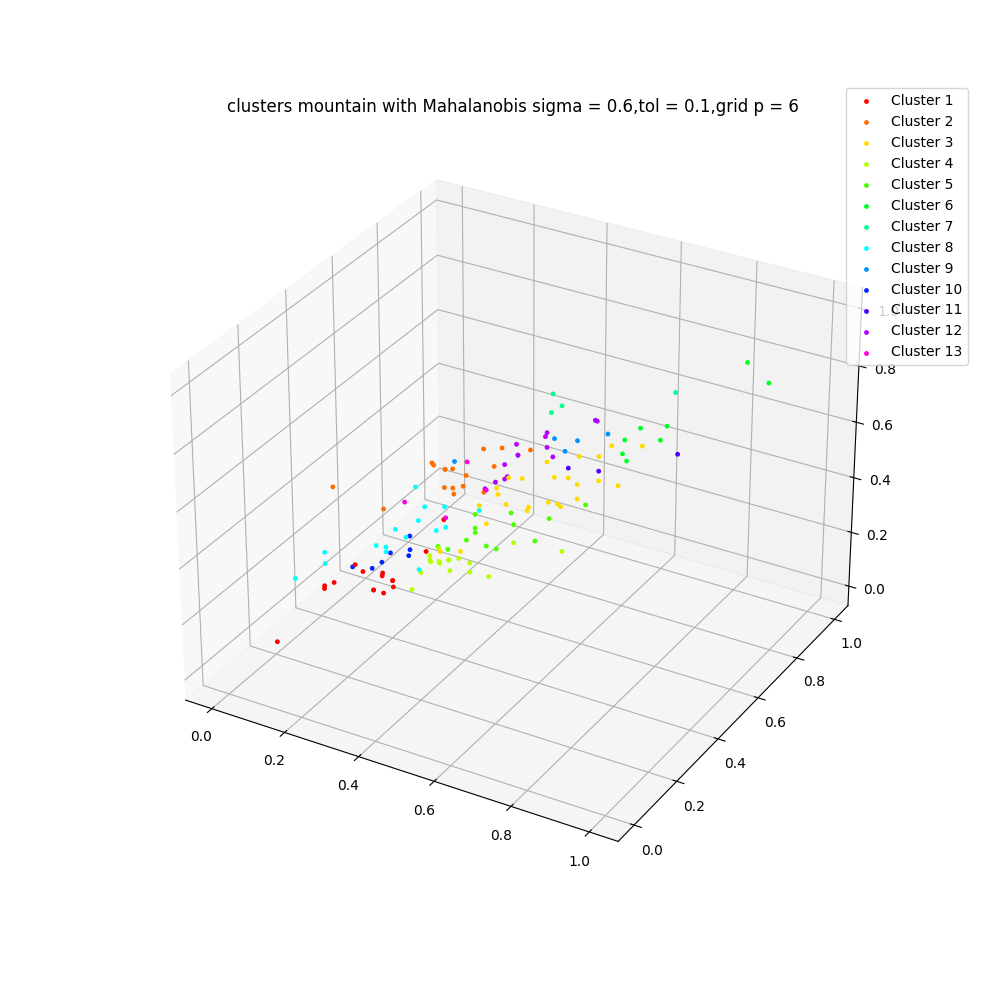 clusters mountain with Mahalanobis sigma = 0.6,tol = 0.1,grid p = 6
Cluster 1
Cluster 2
Cluster 3
Cluster 4
Cluster 5
Cluster 6
Cluster 7
Cluster 8
Cluster 9
Cluster 10
Cluster 11
Cluster 12
Cluster 13
1.0
0.8
0.6
0.4
0.2
0.0
1.0
0.8
0.6
0.4
0.2
0.0
0.0
0.2
0.4
0.6
0.8
1.0